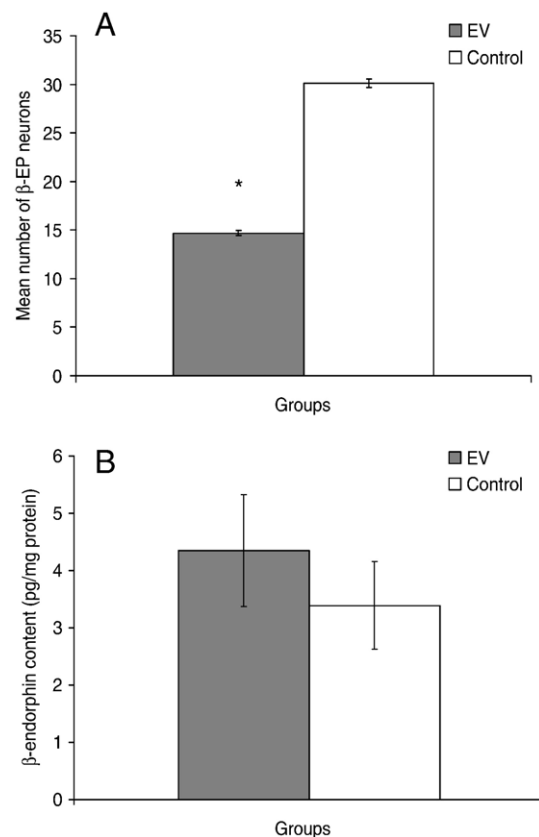 A
EV
Control
Mean number of β-EP neurons
35
30
25
20
15
10
5
0
*
Groups
B
EV
Control
β-endorphin content (pg/mg protein)
6
5
4
3
2
1
0
Groups